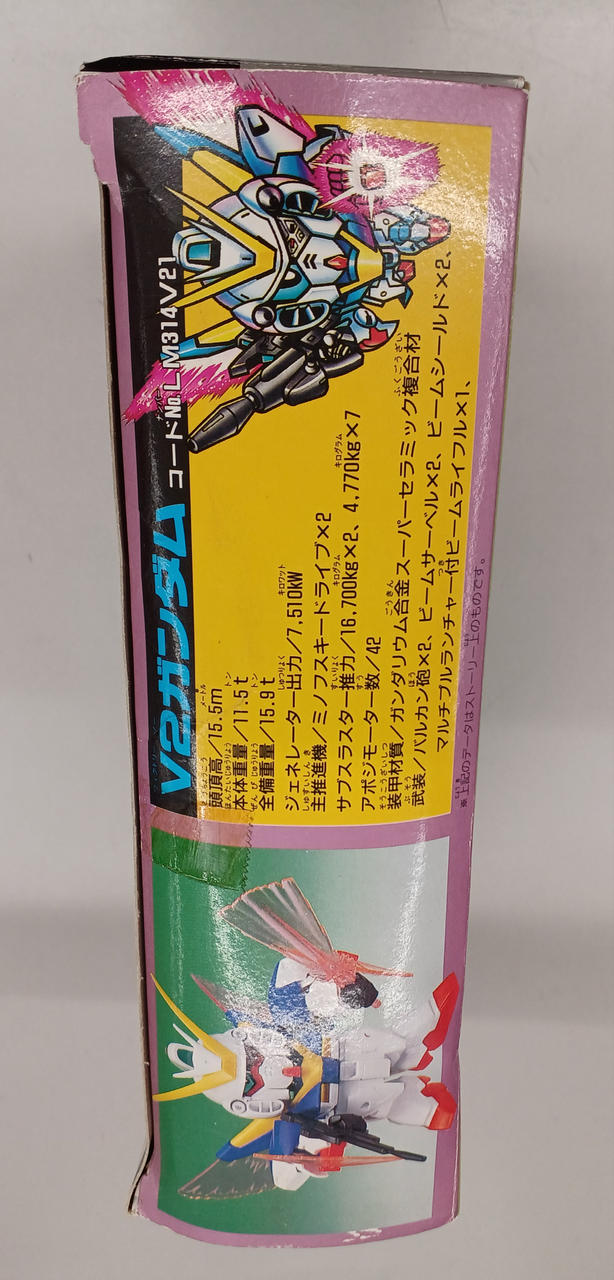 V2ガンダム コードNo.LM314V21
頭頂高/15.5m
本体重量/11.5t
全備重量/15.9t
ジェネレーター出力/7,510KW
主推進機/ミノフスキードライブ×2
サブスラスター推力/16,700kg×2、4,770kg×7
アポジモーター数/42
装甲材質/ガンダリウム合金スーパーセラミック複合材
武装/バルカン砲×2、ビームサーベル×2、ビームシールド×2、
マルチプルランチャー付ビームライフル×1、
※上記のデータはストーリー上のものです。